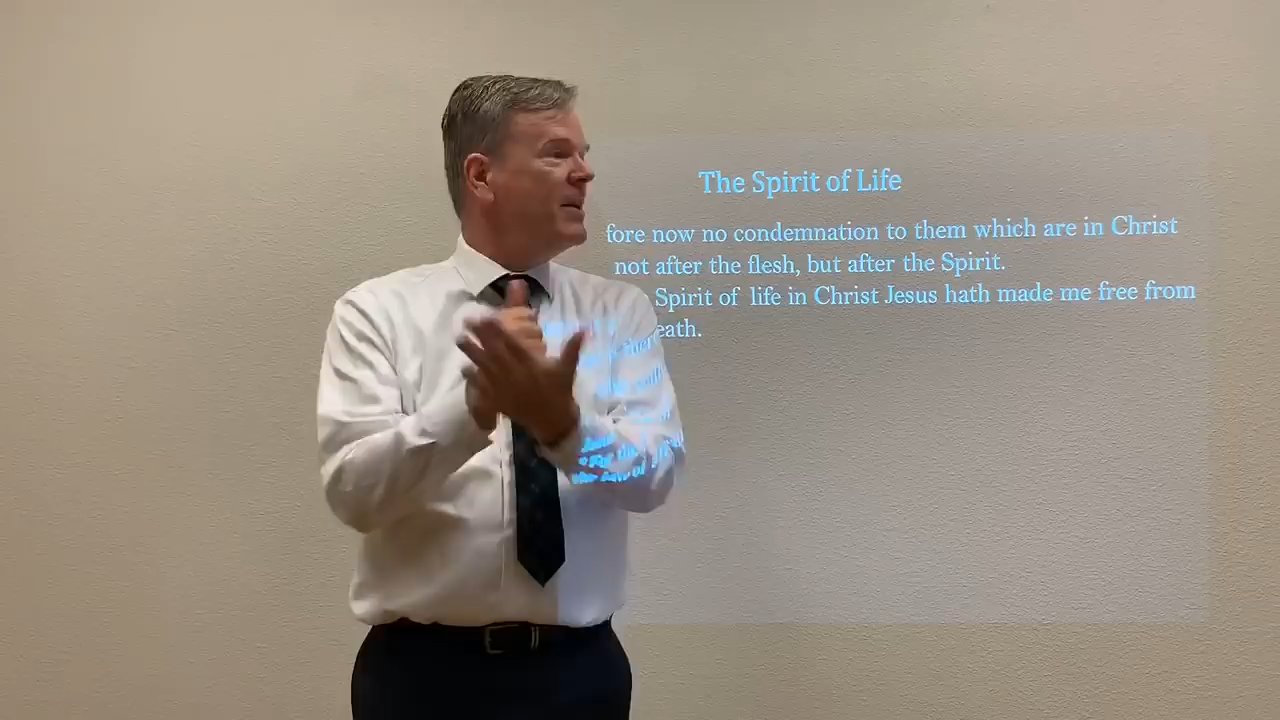 The Spirit of Life
fore now no condemnation to them which are in Christ
not after the flesh, but after the Spirit.
Spirit of life in Christ Jesus hath made me free from
eath.